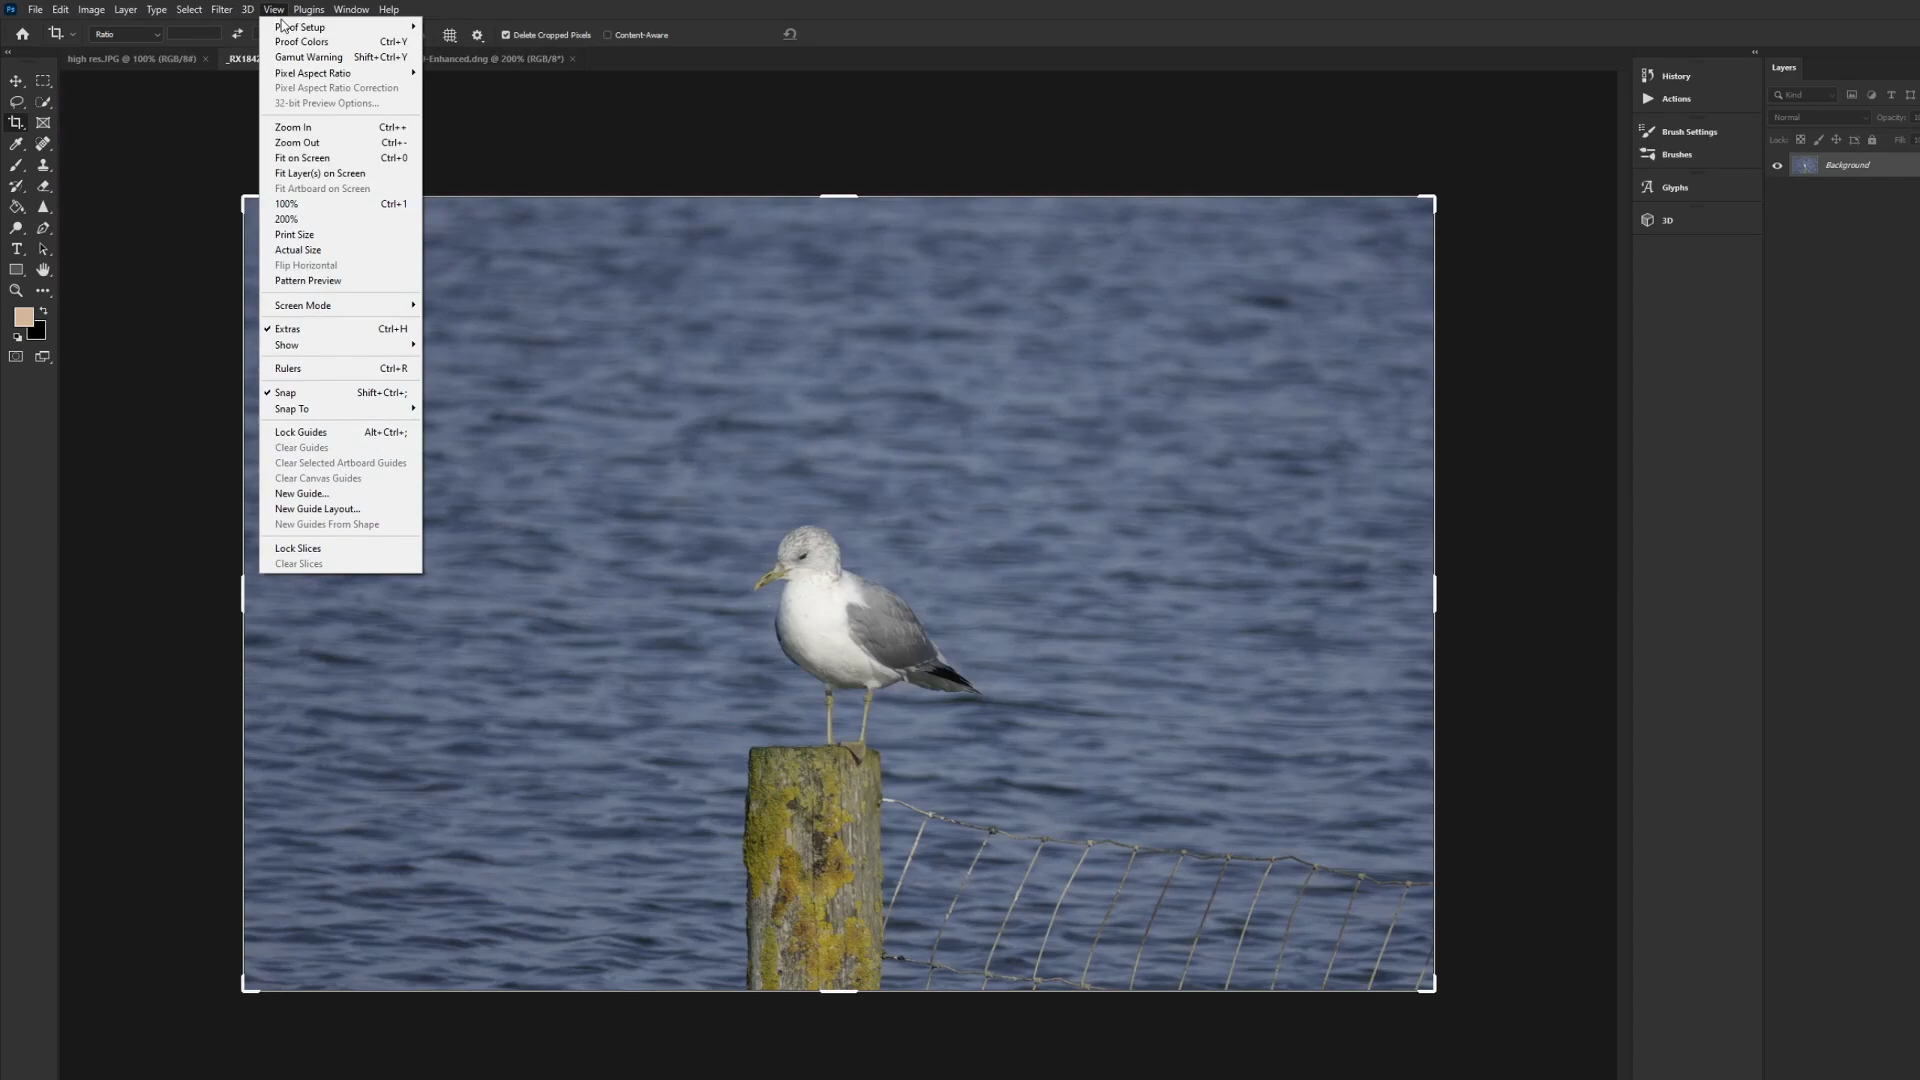 Ps File Edit Image Layer Type Select Filter 3D View Plugins Window Help
Ratio Delete Cropped Pixels Content-Aware
high res.JPG @ 100% (RGB/8#) × _RX1842 -Enhanced.dng @ 200% (RGB/8*) ×
Proof Setup
Proof Colors Ctrl+Y
Gamut Warning Shift+Ctrl+Y
Pixel Aspect Ratio
Pixel Aspect Ratio Correction
32-bit Preview Options...
Zoom In Ctrl++
Zoom Out Ctrl+-
Fit on Screen Ctrl+0
Fit Layer(s) on Screen
Fit Artboard on Screen
100% Ctrl+1
200%
Print Size
Actual Size
Flip Horizontal
Pattern Preview
Screen Mode
Extras Ctrl+H
Show
Rulers Ctrl+R
Snap Shift+Ctrl+;
Snap To
Lock Guides Alt+Ctrl+;
Clear Guides
Clear Selected Artboard Guides
Clear Canvas Guides
New Guide...
New Guide Layout...
New Guides From Shape
Lock Slices
Clear Slices
History
Actions
Brush Settings
Brushes
Glyphs
3D
Layers
Kind
Normal Opacity:
Lock: Fill:
Background